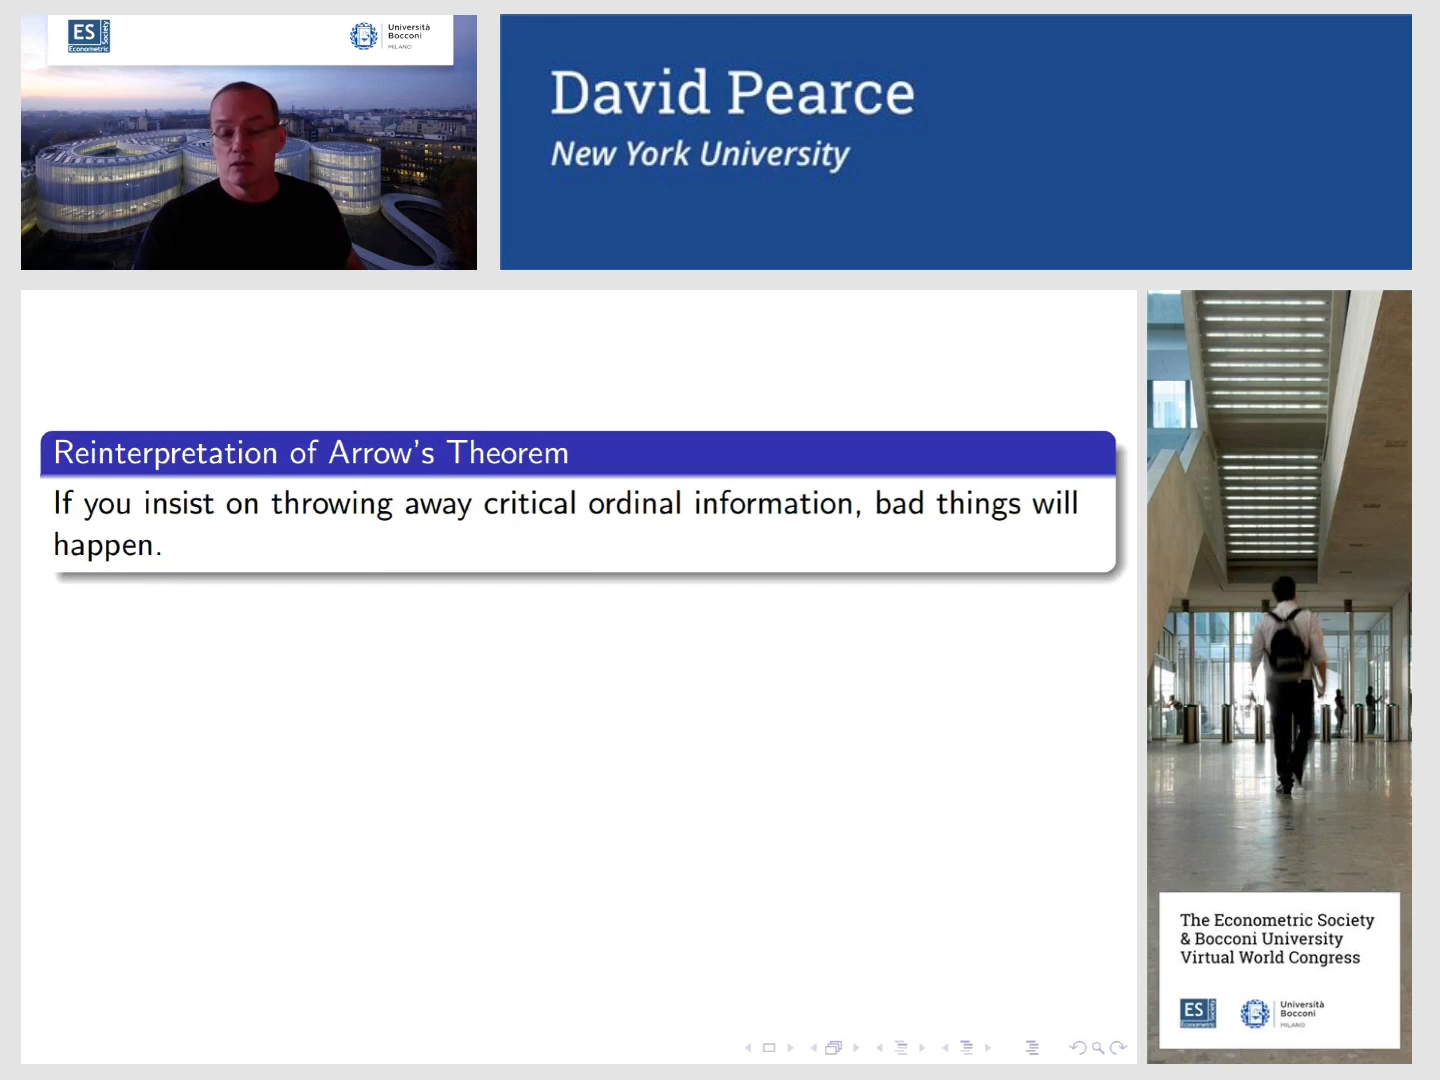 ES
Society
Econometric
Università
Bocconi
MILANO
David Pearce
New York University
Reinterpretation of Arrow's Theorem
If you insist on throwing away critical ordinal information, bad things will
happen.
The Econometric Society
& Bocconi University
Virtual World Congress
ES
Society
Econometric
Università
Bocconi
MILANO